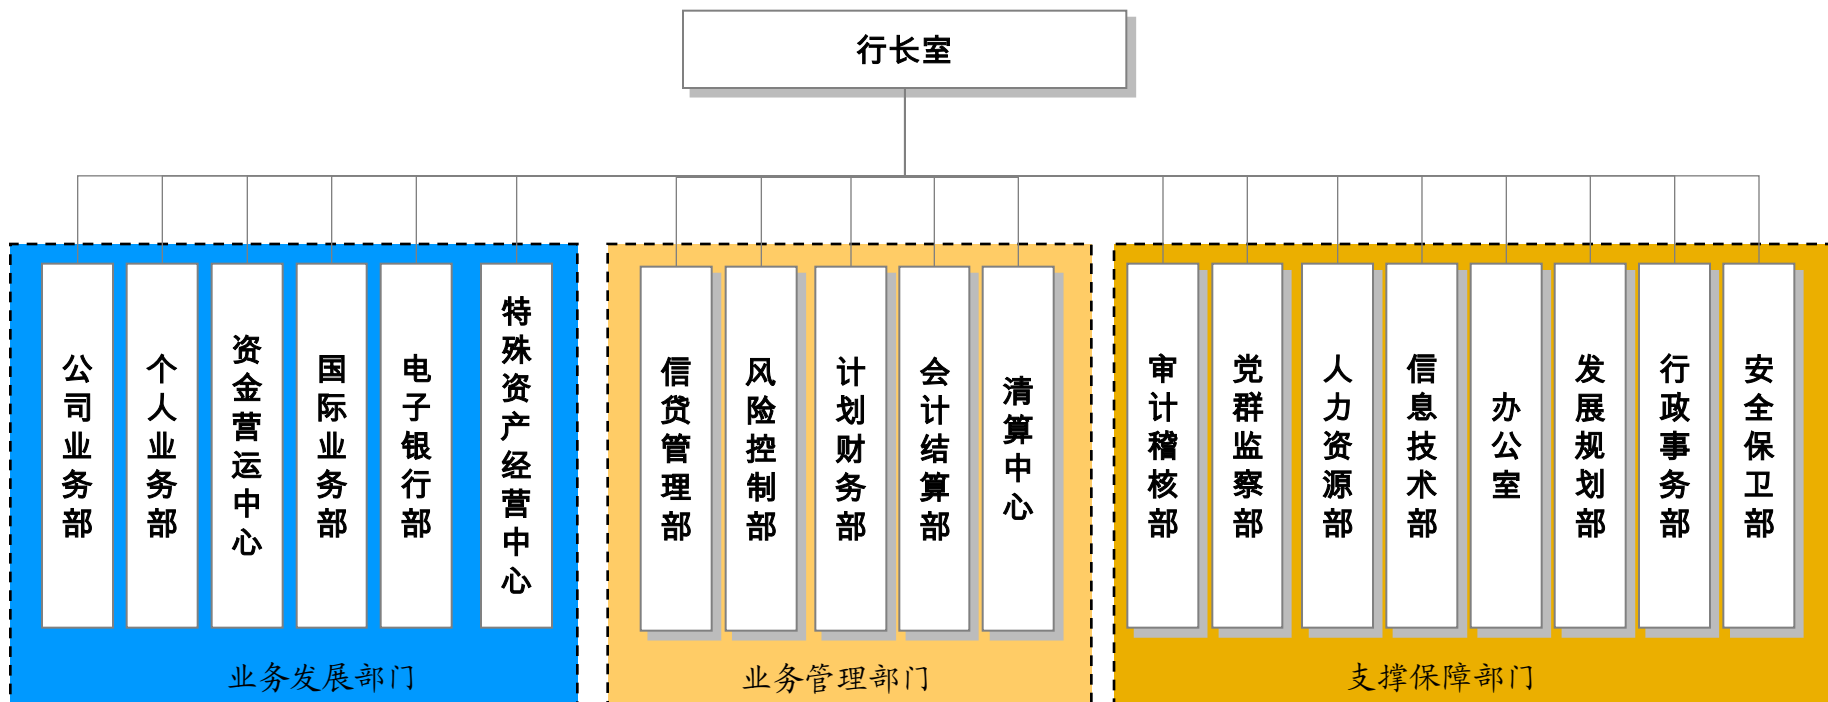 行长室
公司业务部
个人业务部
资金营运中心
国际业务部
电子银行部
特殊资产经营中心
信贷管理部
风险控制部
计划财务部
会计结算部
清算中心
审计稽核部
党群监察部
人力资源部
信息技术部
办公室
发展规划部
行政事务部
安全保卫部
业务发展部门
业务管理部门
支撑保障部门